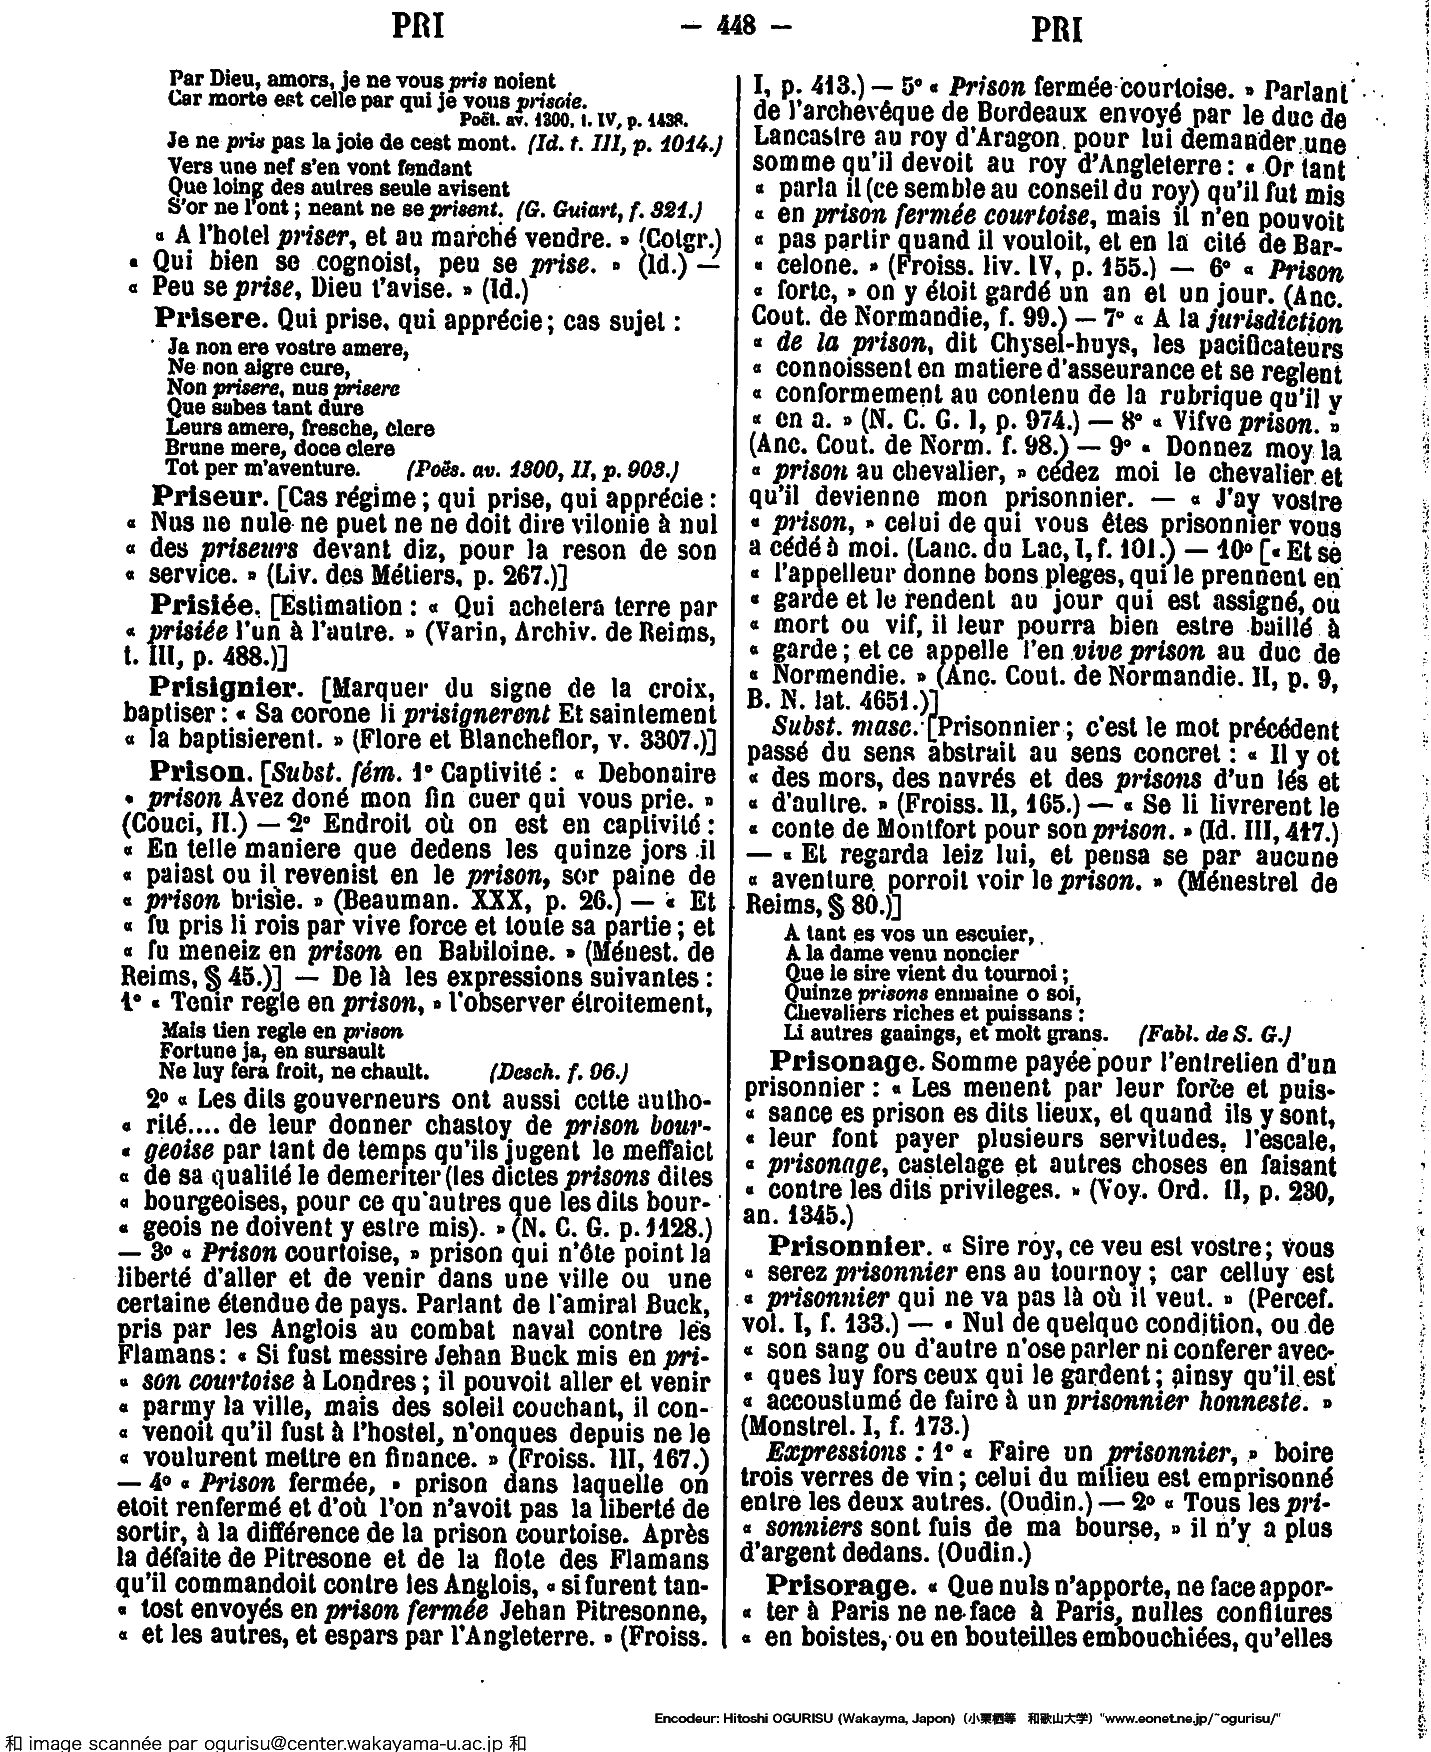 PRI — 448 — PRI
Par Dieu, amors, je ne vous pris noient
Car morte est celle par qui je vous prisoie.
Poët. av. 1300, t. IV, p. 1438.
Je ne pris pas la joie de cest mont. (Id. t. III, p. 1014.)
Vers une nef s'en vont fendant
Que loing des autres seule avisent
S'or ne l'ont ; neant ne se prisent. (G. Guiart, f. 321.)
« A l'hotel priser, et au marché vendre. » (Cotgr.)
« Qui bien se cognoist, peu se prise. » (Id.) —
« Peu se prise, Dieu l'avise. » (Id.)
Prisere. Qui prise, qui apprécie ; cas sujet :
Ja non ere vostre amere,
Ne non aigre cure,
Non prisere, nus prisere
Que sabes tant dure
Leurs amere, fresche, clere
Brune mere, doce clere
Tot per m'aventure. (Poës. av. 1300, II, p. 903.)
Priseur. [Cas régime ; qui prise, qui apprécie :
« Nus ne nule ne puet ne ne doit dire vilonie à nul
« des priseurs devant diz, pour la reson de son
« service. » (Liv. des Métiers, p. 267.)]
Prisiée. [Estimation : « Qui achetera terre par
« prisiée l'un à l'autre. » (Varin, Archiv. de Reims,
t. III, p. 488.)]
Prisignier. [Marquer du signe de la croix,
baptiser : « Sa corone li prisigneront Et saintement
« la baptisierent. » (Flore et Blancheflor, v. 3307.)]
Prison. [Subst. fém. 1° Captivité : « Debonaire
« prison Avez doné mon fin cuer qui vous prie. »
(Couci, II.) — 2° Endroit où on est en captivité :
« En telle maniere que dedens les quinze jors il
« paiast ou il revenist en le prison, sor paine de
« prison brisie. » (Beauman. XXX, p. 26.) — « Et
« fu pris li rois par vive force et toute sa partie ; et
« fu meneiz en prison en Babiloine. » (Ménest. de
Reims, § 45.)] — De là les expressions suivantes :
1° « Tenir regle en prison, » l'observer étroitement,
Mais tien regle en prison
Fortune ja, en sursault
Ne luy fera froit, ne chault. (Desch. f. 96.)
2° « Les dits gouverneurs ont aussi cette autho-
« rité.... de leur donner chastoy de prison bour-
« geoise par tant de temps qu'ils jugent le meffaict
« de sa qualité le demeriter (les dictes prisons dites
« bourgeoises, pour ce qu'autres que les dits bour-
« geois ne doivent y estre mis). » (N. C. G. p. 1128.)
— 3° « Prison courtoise, » prison qui n'ôte point la
liberté d'aller et de venir dans une ville ou une
certaine étendue de pays. Parlant de l'amiral Buck,
pris par les Anglois au combat naval contre les
Flamans : « Si fust messire Jehan Buck mis en pri-
« son courtoise à Londres ; il pouvoit aller et venir
« parmy la ville, mais des soleil couchant, il con-
« venoit qu'il fust à l'hostel, n'onques depuis ne le
« voulurent mettre en finance. » (Froiss. III, 167.)
— 4° « Prison fermée, » prison dans laquelle on
etoit renfermé et d'où l'on n'avoit pas la liberté de
sortir, à la différence de la prison courtoise. Après
la défaite de Pitresone et de la flote des Flamans
qu'il commandoit contre les Anglois, « si furent tan-
« tost envoyés en prison fermée Jehan Pitresonne,
« et les autres, et espars par l'Angleterre. » (Froiss.
I, p. 413.) — 5° « Prison fermée courtoise. » Parlant
de l'archevêque de Bordeaux envoyé par le duc de
Lancastre au roy d'Aragon pour lui demander une
somme qu'il devoit au roy d'Angleterre : « Or tant
« parla il (ce semble au conseil du roy) qu'il fut mis
« en prison fermée courtoise, mais il n'en pouvoit
« pas partir quand il vouloit, et en la cité de Bar-
« celone. » (Froiss. liv. IV, p. 155.) — 6° « Prison
« forte, » on y étoit gardé un an et un jour. (Anc.
Cout. de Normandie, f. 99.) — 7° « A la jurisdiction
« de la prison, dit Chysel-huys, les pacificateurs
« connoissent en matiere d'asseurance et se reglent
« conformement au contenu de la rubrique qu'il y
« en a. » (N. C. G. I, p. 974.) — 8° « Vifve prison. »
(Anc. Cout. de Norm. f. 98.) — 9° « Donnez moy la
« prison au chevalier, » cédez moi le chevalier et
qu'il devienne mon prisonnier. — « J'ay vostre
« prison, » celui de qui vous êtes prisonnier vous
a cédé à moi. (Lanc. du Lac, I, f. 101.) — 10° [« Et se
« l'appelleur donne bons pleges, qui le prennent en
« garde et le rendent au jour qui est assigné, ou
« mort ou vif, il leur pourra bien estre baillé à
« garde ; et ce appelle l'en vive prison au duc de
« Normendie. » (Anc. Cout. de Normandie. II, p. 9,
B. N. lat. 4651.)]
Subst. masc. [Prisonnier ; c'est le mot précédent
passé du sens abstrait au sens concret : « Il y ot
« des mors, des navrés et des prisons d'un lés et
« d'aultre. » (Froiss. II, 165.) — « Se li livrerent le
« conte de Montfort pour son prison. » (Id. III, 417.)
— « Et regarda leiz lui, et pensa se par aucune
« aventure porroit voir le prison. » (Ménestrel de
Reims, § 80.)]
A tant es vos un escuier,
A la dame venu noncier
Que le sire vient du tournoi ;
Quinze prisons enmaine o soi,
Chevaliers riches et puissans :
Li autres gaaings, et molt grans. (Fabl. de S. G.)
Prisonage. Somme payée pour l'entretien d'un
prisonnier : « Les menent par leur force et puis-
« sance es prison es dits lieux, et quand ils y sont,
« leur font payer plusieurs servitudes, l'escale,
« prisonage, castelage et autres choses en faisant
« contre les dits privileges. » (Voy. Ord. II, p. 230,
an. 1345.)
Prisonnier. « Sire roy, ce veu est vostre ; vous
« serez prisonnier ens au tournoy ; car celluy est
« prisonnier qui ne va pas là où il veut. » (Percef.
vol. I, f. 133.) — « Nul de quelque condition, ou de
« son sang ou d'autre n'ose parler ni conferer avec-
« ques luy fors ceux qui le gardent ; ainsy qu'il est
« accoustumé de faire à un prisonnier honneste. »
(Monstrel. I, f. 173.)
Expressions : 1° « Faire un prisonnier, » boire
trois verres de vin ; celui du milieu est emprisonné
entre les deux autres. (Oudin.) — 2° « Tous les pri-
« sonniers sont fuis de ma bourse, » il n'y a plus
d'argent dedans. (Oudin.)
Prisorage. « Que nuls n'apporte, ne face appor-
« ter à Paris ne ne face à Paris, nulles confitures
« en boistes, ou en bouteilles embouchiées, qu'elles
Encodeur: Hitoshi OGURISU (Wakayma, Japon) (小栗栖等 和歌山大学) "www.eonet.ne.jp/~ogurisu/"
和 image scannée par ogurisu@center.wakayama-u.ac.jp 和